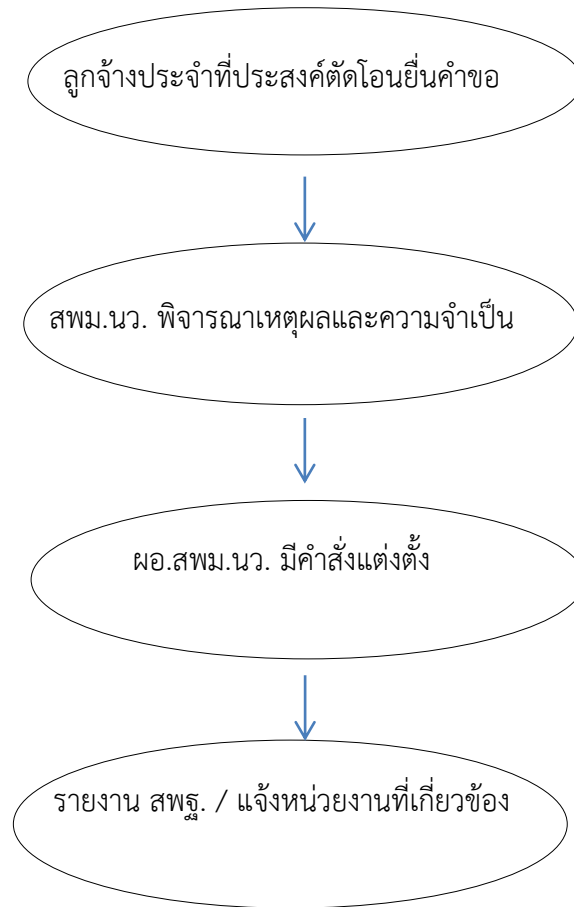 ลูกจ้างประจำที่ประสงค์ตัดโอนยื่นคำขอ
สพม.นว. พิจารณาเหตุผลและความจำเป็น
ผอ.สพม.นว. มีคำสั่งแต่งตั้ง
รายงาน สพฐ. / แจ้งหน่วยงานที่เกี่ยวข้อง